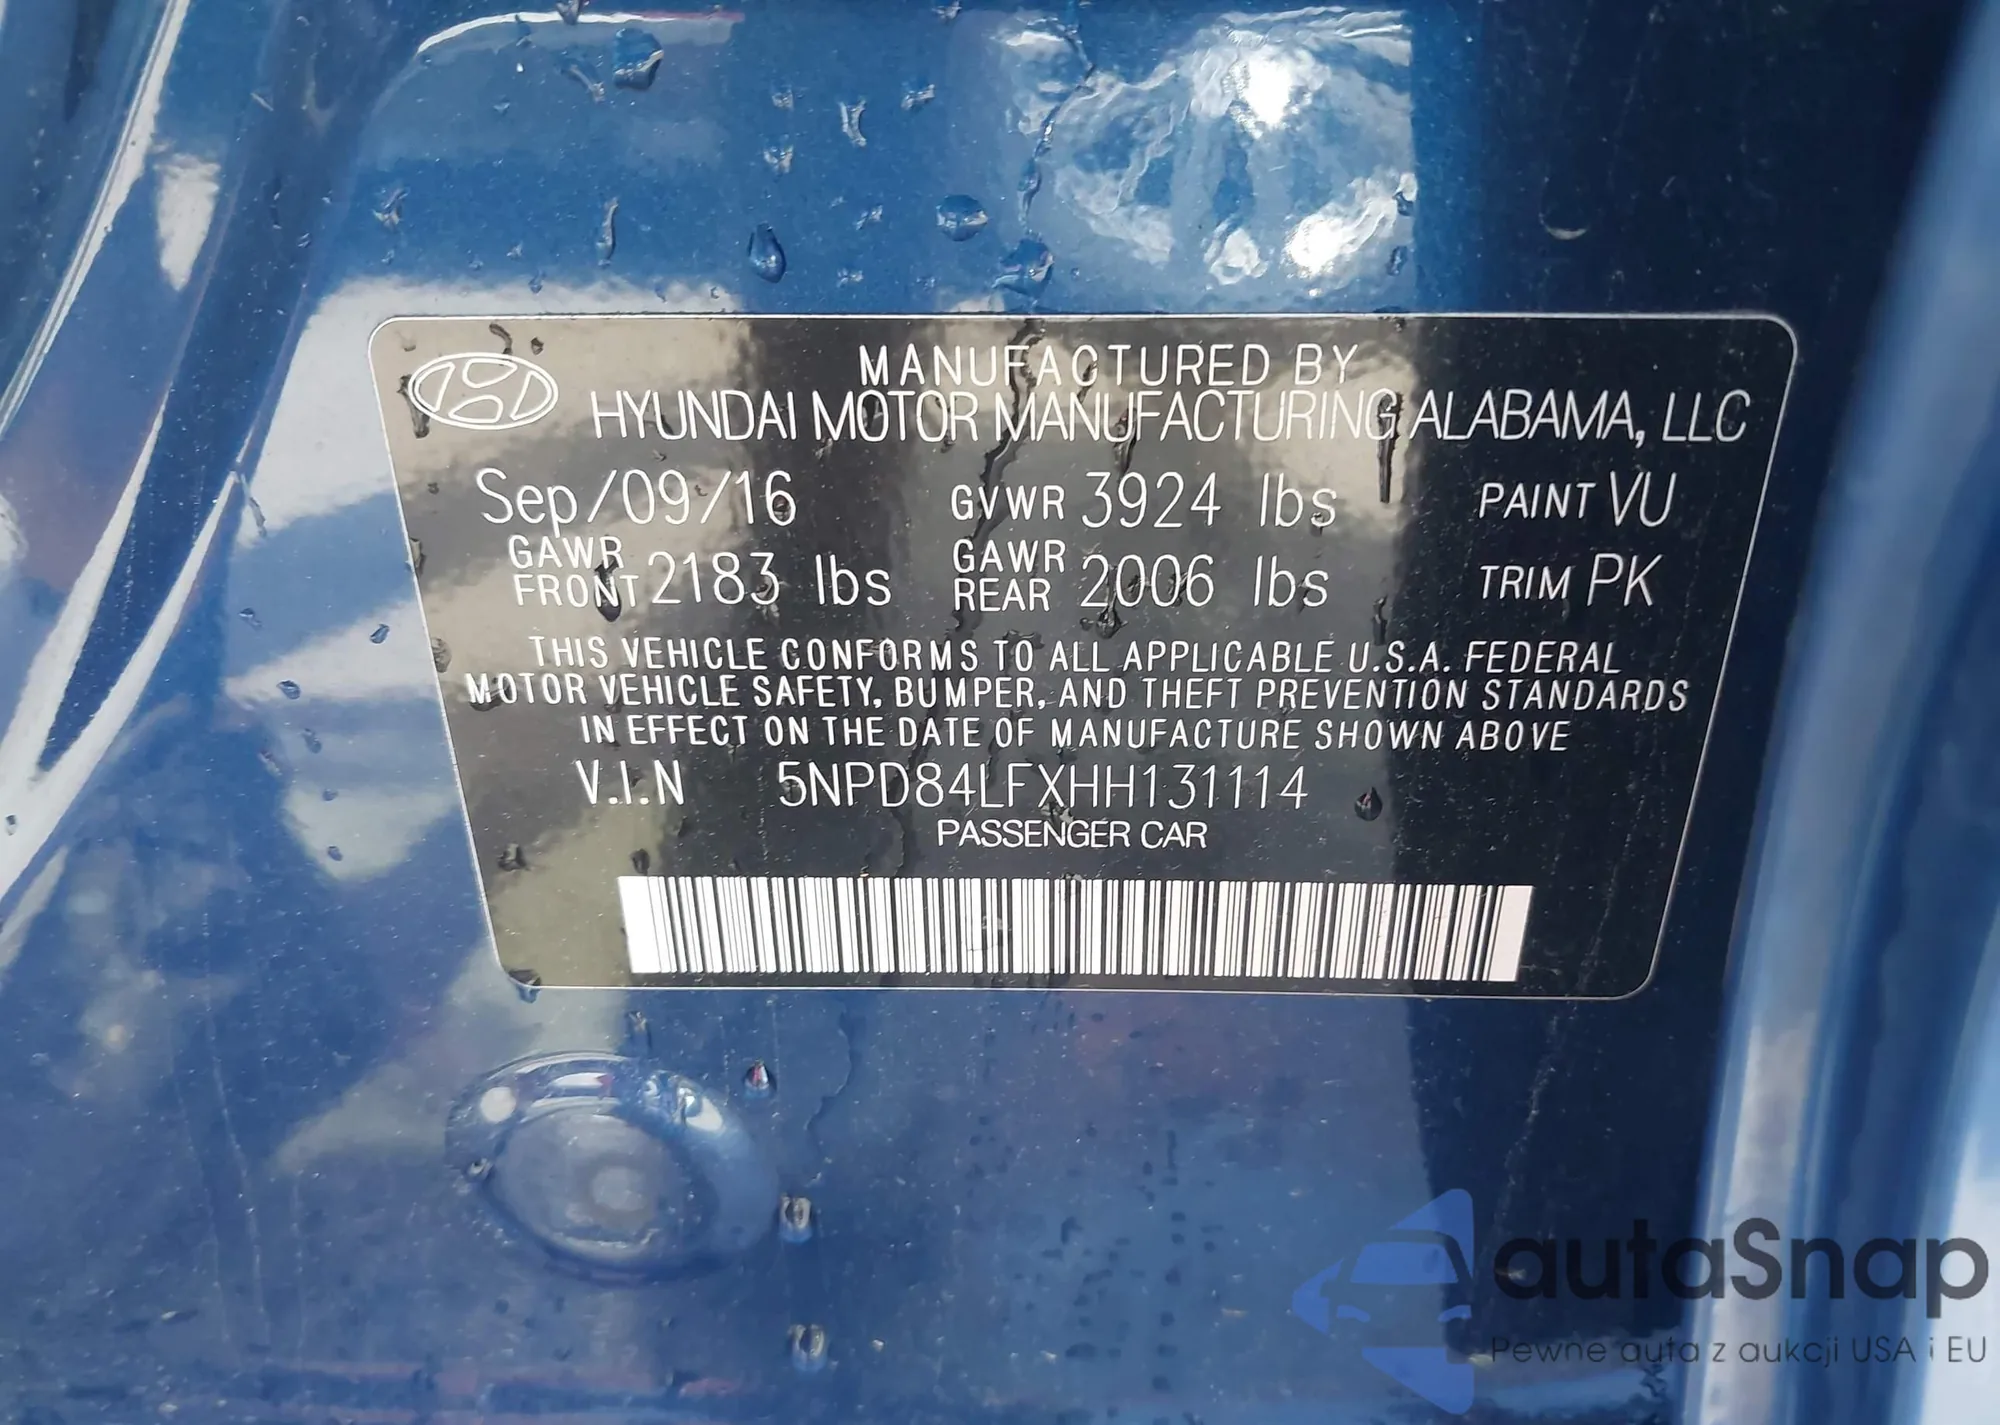 MANUFACTURED BY
HYUNDAI MOTOR MANUFACTURING ALABAMA, LLC
Sep/09/16 GVWR 3924 lbs PAINT VU
GAWR FRONT 2183 lbs GAWR REAR 2006 lbs TRIM PK
THIS VEHICLE CONFORMS TO ALL APPLICABLE U.S.A. FEDERAL
MOTOR VEHICLE SAFETY, BUMPER, AND THEFT PREVENTION STANDARDS
IN EFFECT ON THE DATE OF MANUFACTURE SHOWN ABOVE
V.I.N 5NPD84LFXHH131114
PASSENGER CAR
autaSnap
Pewne auta z aukcji USA i EU